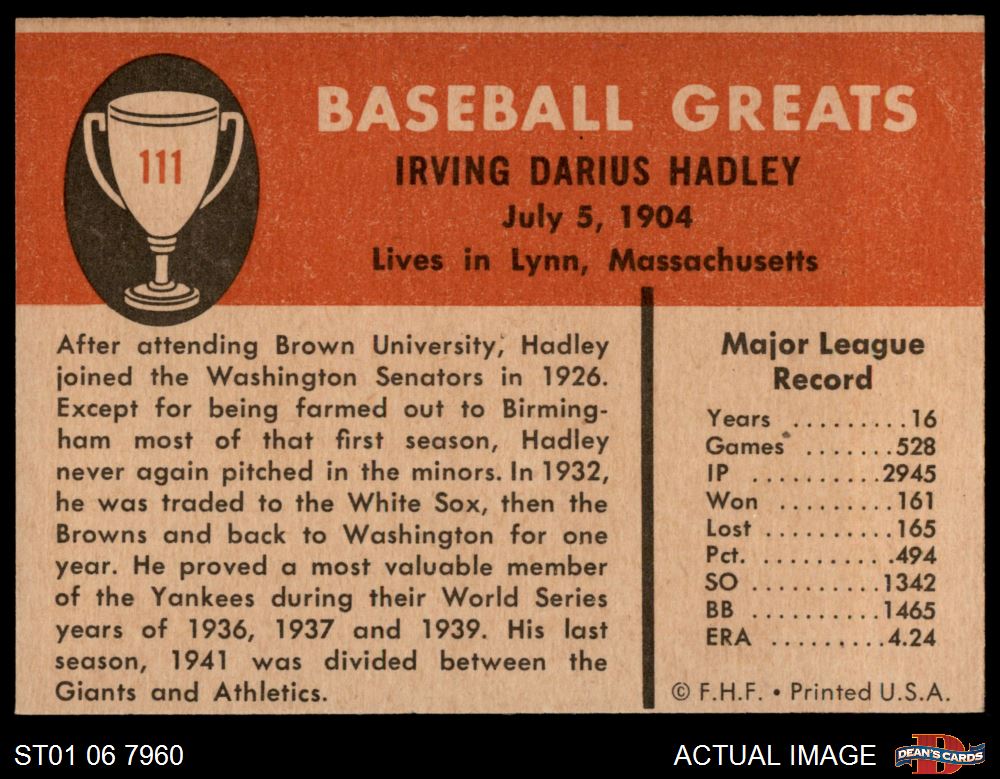 111
BASEBALL GREATS
IRVING DARIUS HADLEY
July 5, 1904
Lives in Lynn, Massachusetts
After attending Brown University, Hadley
joined the Washington Senators in 1926.
Except for being farmed out to Birming-
ham most of that first season, Hadley
never again pitched in the minors. In 1932,
he was traded to the White Sox, then the
Browns and back to Washington for one
year. He proved a most valuable member
of the Yankees during their World Series
years of 1936, 1937 and 1939. His last
season, 1941 was divided between the
Giants and Athletics.
Major League
Record
Years .........16
Games .......528
IP ..........2945
Won .........161
Lost ..........165
Pct. ..........494
SO ..........1342
BB ..........1465
ERA .........4.24
© F.H.F. • Printed U.S.A.
ST01 06 7960
ACTUAL IMAGE
DEAN'S CARDS